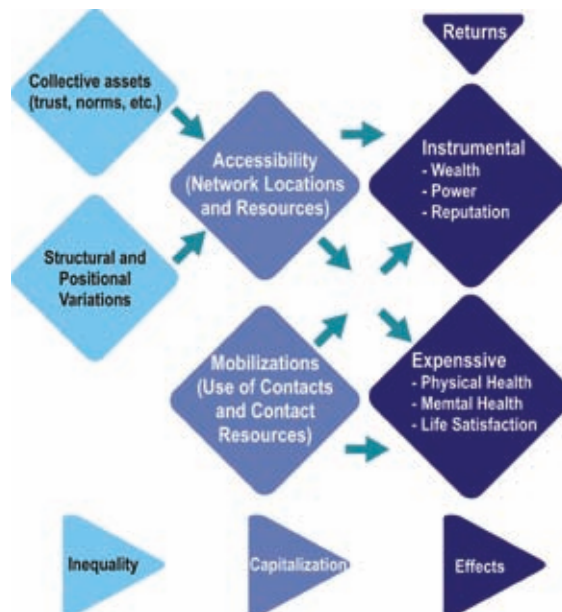 Returns
Collective assets
(trust, norms, etc.)
Accessibility
(Network Locations
and Resources)
Instrumental
- Wealth
- Power
- Reputation
Structural and
Positional
Variations
Mobilizations
(Use of Contacts
and Contact
Resources)
Expenssive
- Physical Health
- Memtal Health
- Life Satisfaction
Inequality
Capitalization
Effects